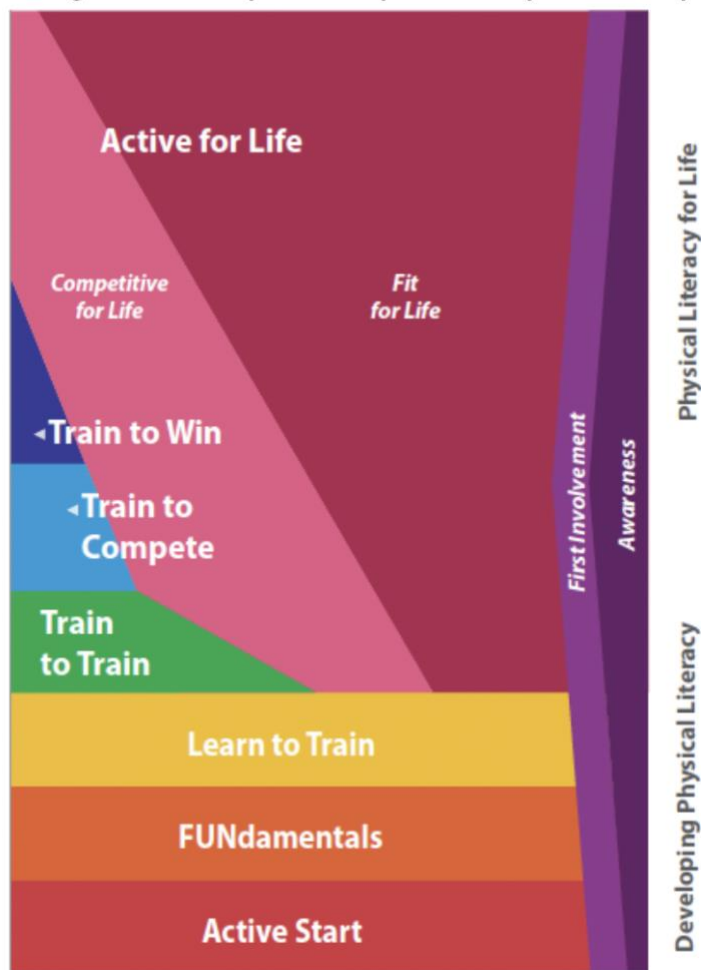 Active for Life
Competitive
for Life
Fit
for Life
Train to Win
Train to
Compete
Train
to Train
Learn to Train
FUNdamentals
Active Start
First Involvement
Awareness
Physical Literacy for Life
Developing Physical Literacy